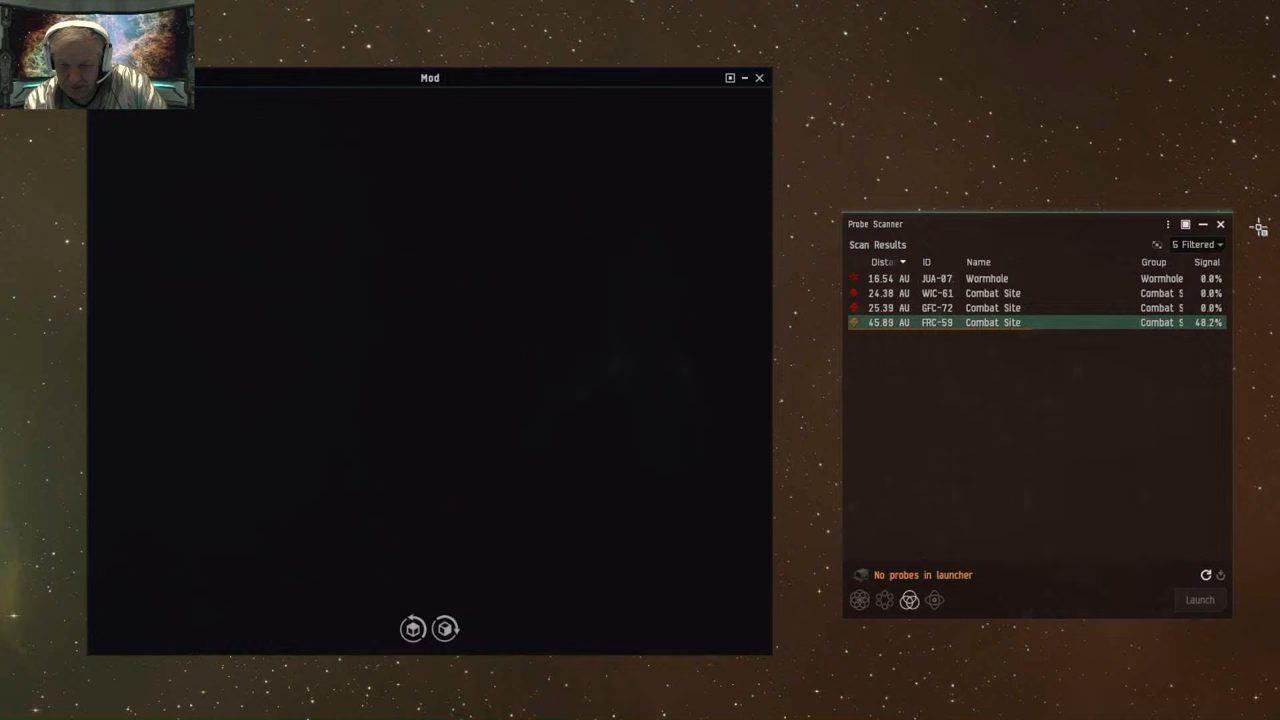 Mod
Probe Scanner
Scan Results
5 Filtered
Dista ID Name Group Signal
16.54 AU JUA-07 Wormhole Wormhole 0.0%
24.38 AU WIC-61 Combat Site Combat S 0.0%
25.39 AU GFC-72 Combat Site Combat S 0.0%
45.89 AU FRC-59 Combat Site Combat S 48.2%
No probes in launcher
Launch